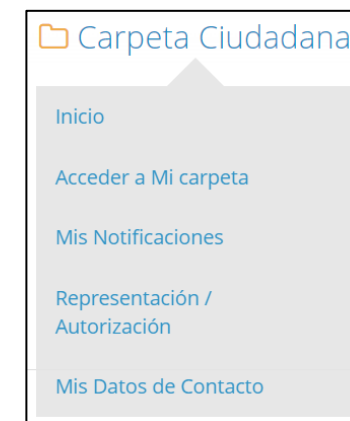 Carpeta Ciudadana
Inicio
Acceder a Mi carpeta
Mis Notificaciones
Representación /
Autorización
Mis Datos de Contacto